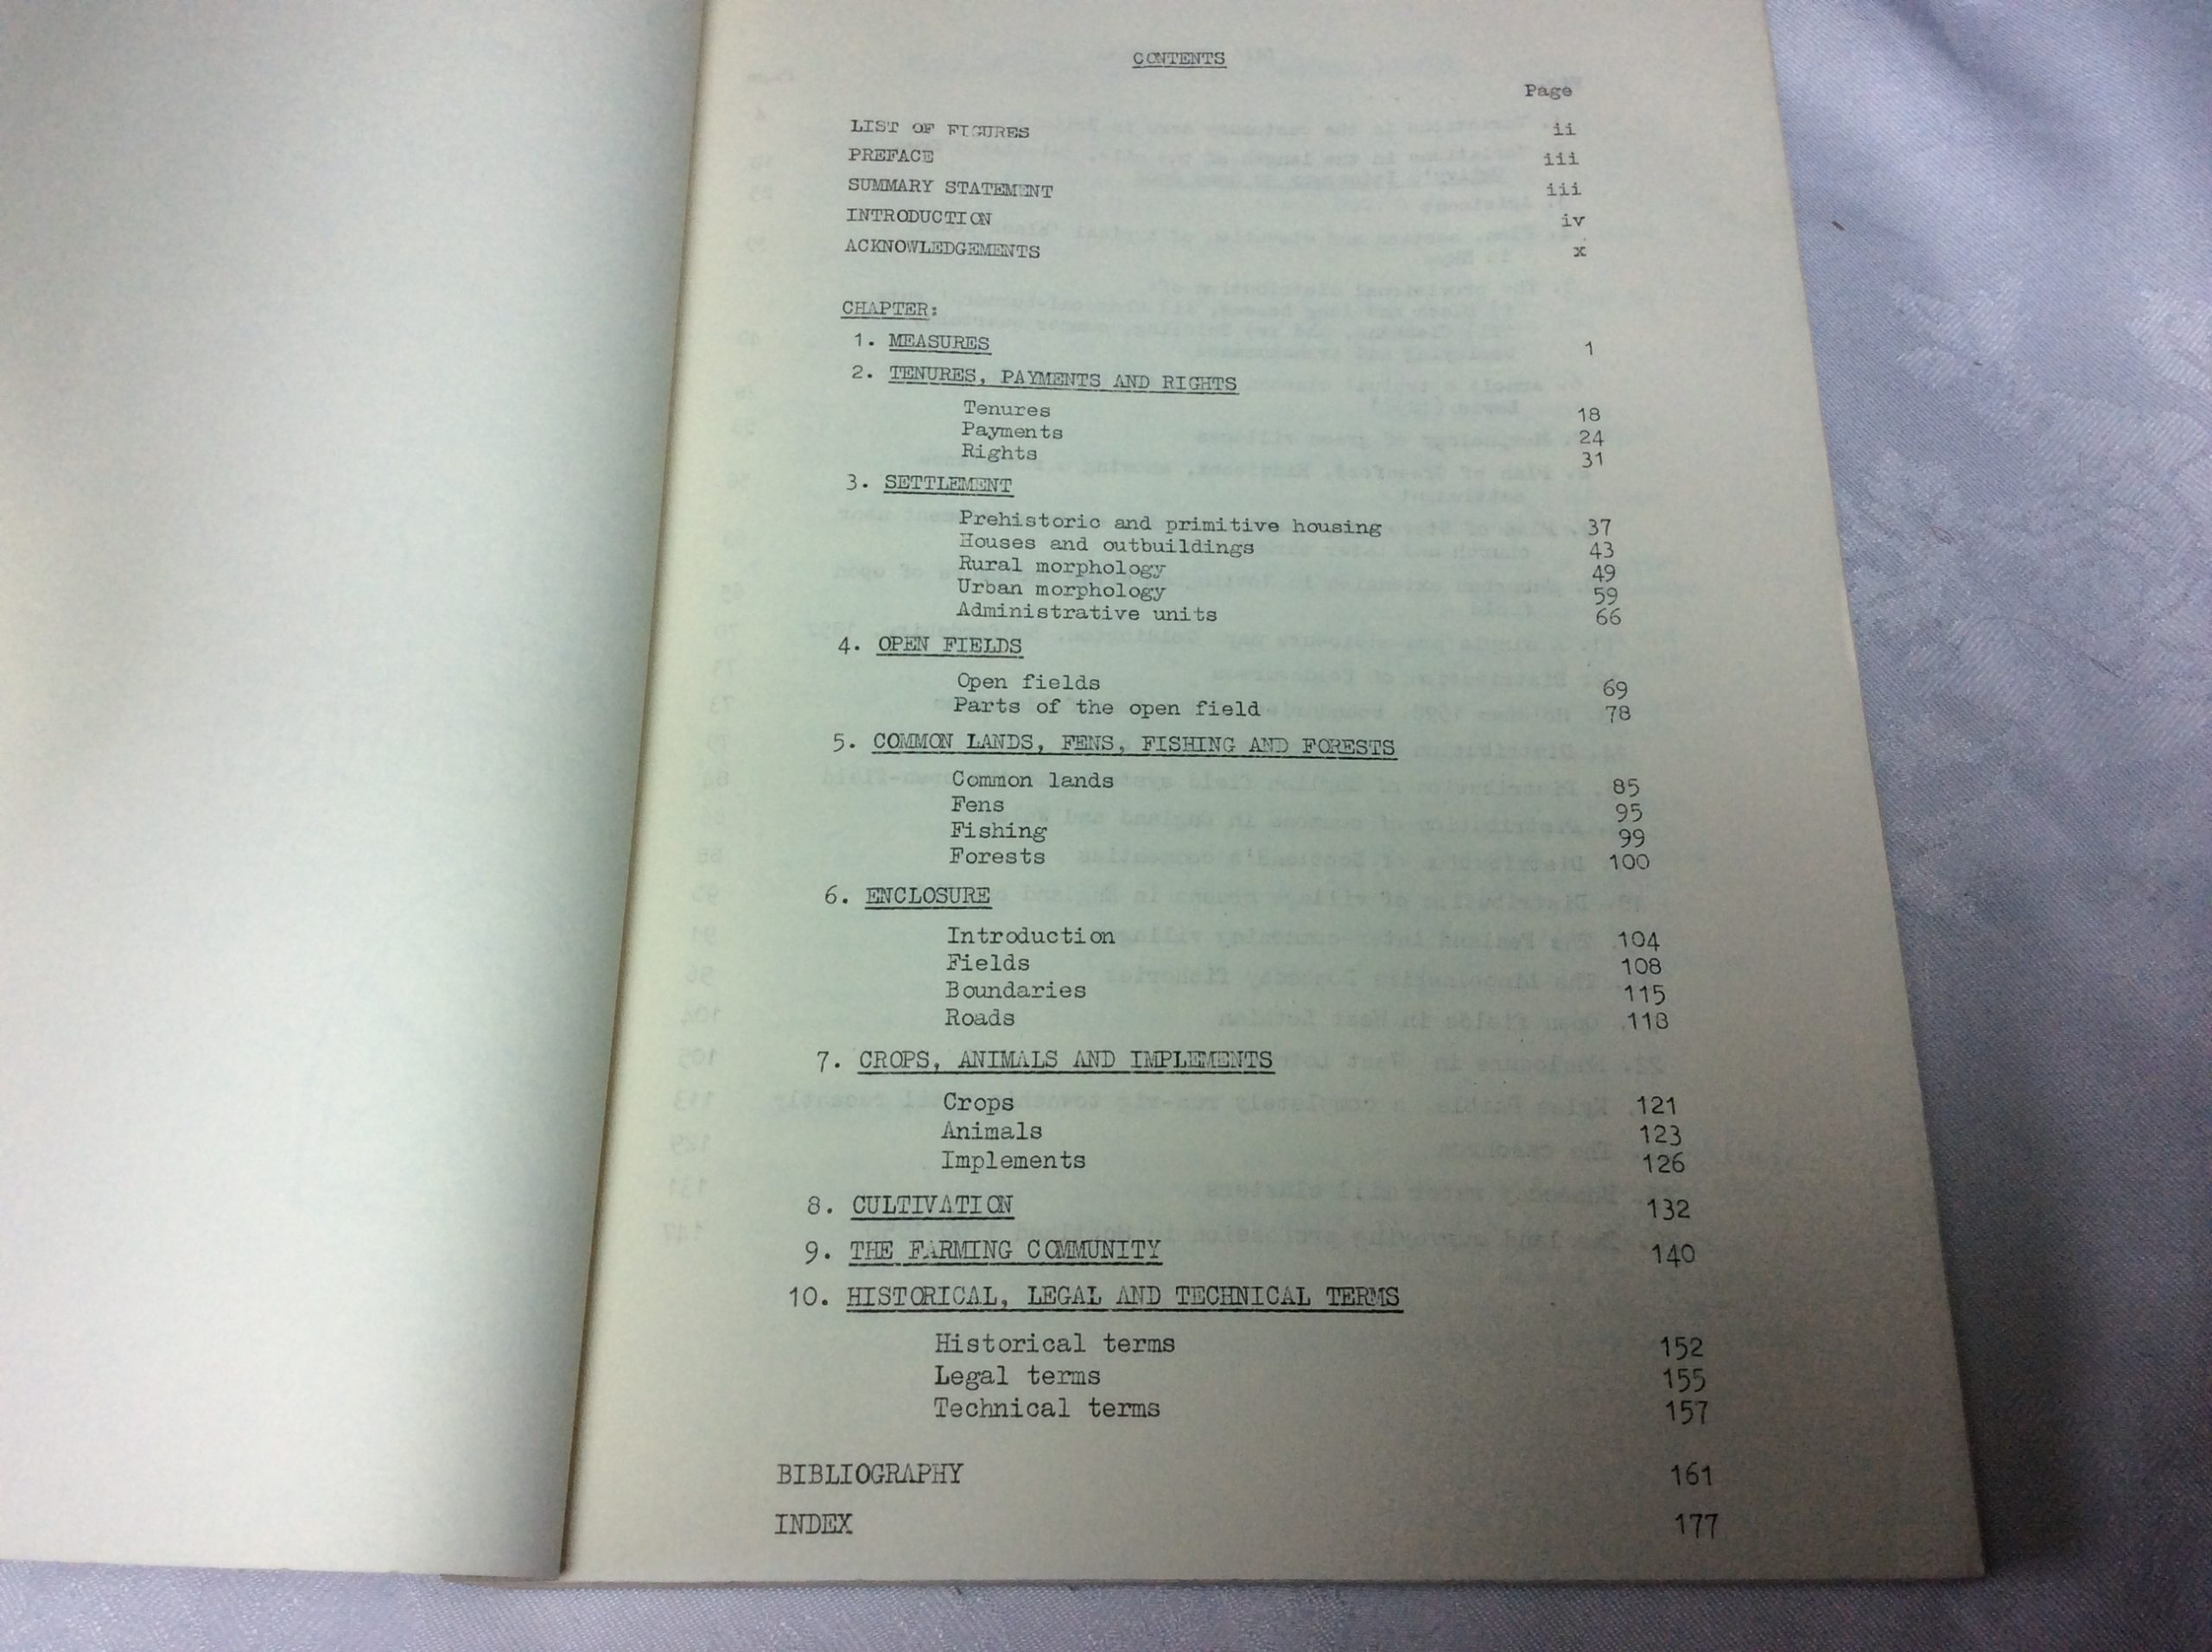 CONTENTS
Page
LIST OF FIGURES ii
PREFACE iii
SUMMARY STATEMENT iii
INTRODUCTION iv
ACKNOWLEDGEMENTS x
CHAPTER:
1. MEASURES 1
2. TENURES, PAYMENTS AND RIGHTS
Tenures 18
Payments 24
Rights 31
3. SETTLEMENT
Prehistoric and primitive housing 37
Houses and outbuildings 43
Rural morphology 49
Urban morphology 59
Administrative units 66
4. OPEN FIELDS
Open fields 69
Parts of the open field 78
5. COMMON LANDS, FENS, FISHING AND FORESTS
Common lands 85
Fens 95
Fishing 99
Forests 100
6. ENCLOSURE
Introduction 104
Fields 108
Boundaries 115
Roads 118
7. CROPS, ANIMALS AND IMPLEMENTS
Crops 121
Animals 123
Implements 126
8. CULTIVATION 132
9. THE FARMING COMMUNITY 140
10. HISTORICAL, LEGAL AND TECHNICAL TERMS
Historical terms 152
Legal terms 155
Technical terms 157
BIBLIOGRAPHY 161
INDEX 177